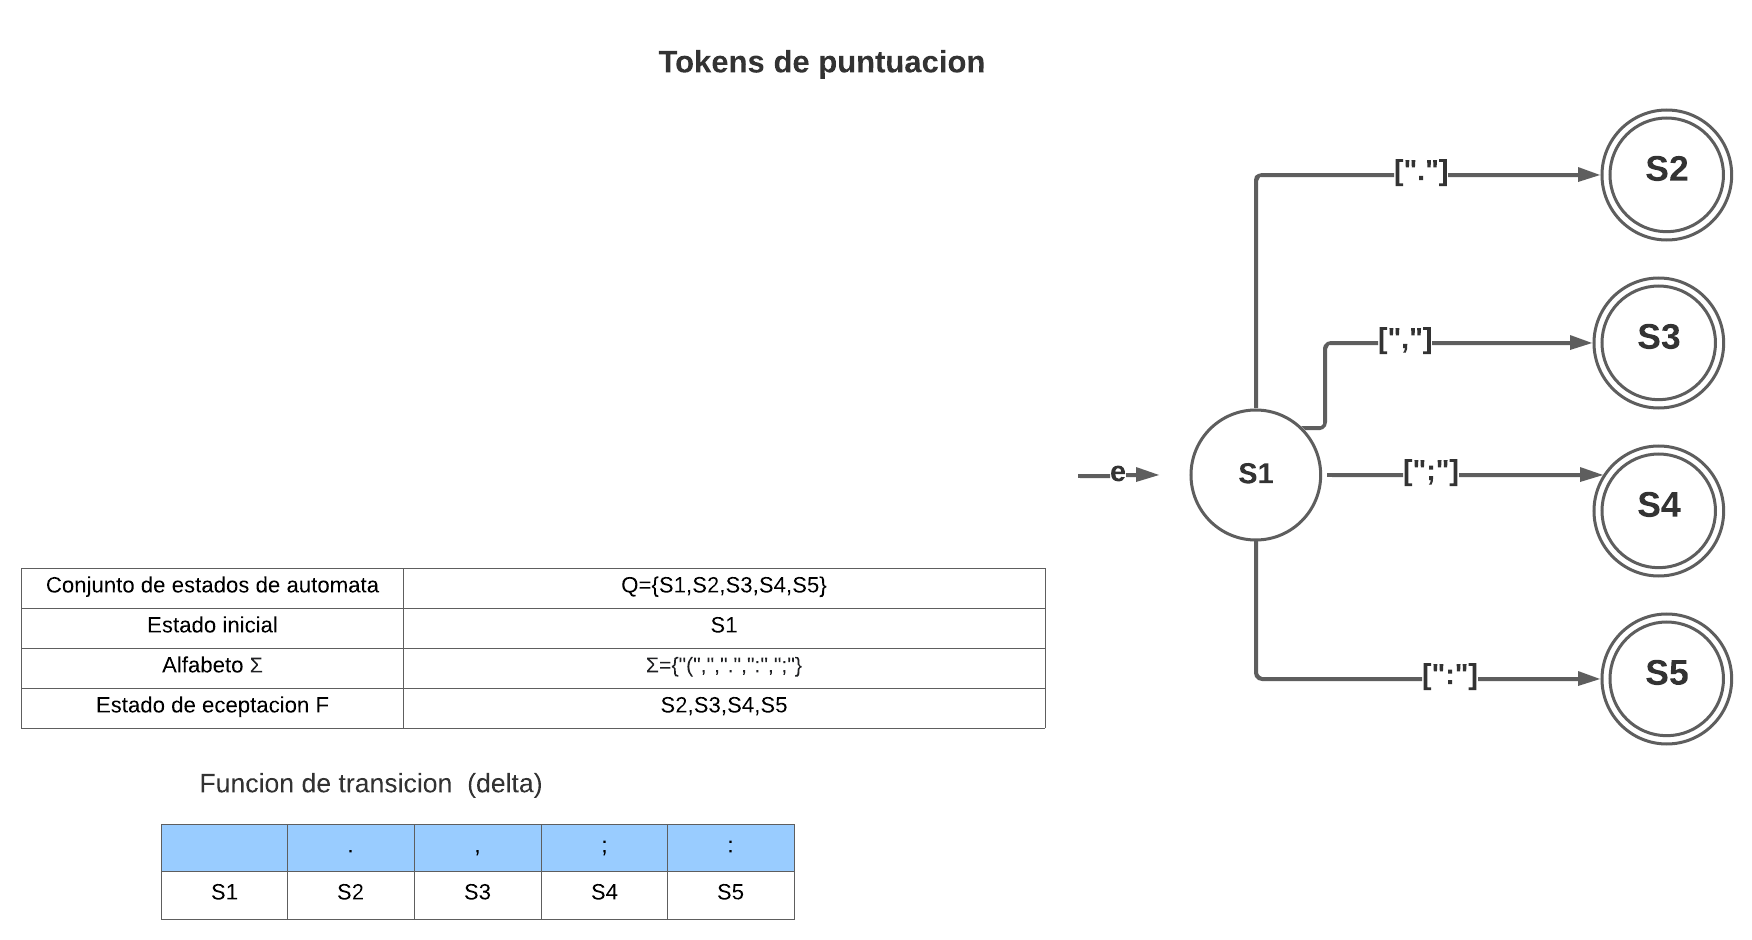 Tokens de puntuacion
["."]
S2
[","]
S3
e
S1
[";"]
S4
[":"]
S5
Conjunto de estados de automata Q={S1,S2,S3,S4,S5}
Estado inicial S1
Alfabeto Σ Σ={"(",",".",":",";"}
Estado de eceptacion F S2,S3,S4,S5
Funcion de transicion (delta)
. , ; :
S1 S2 S3 S4 S5